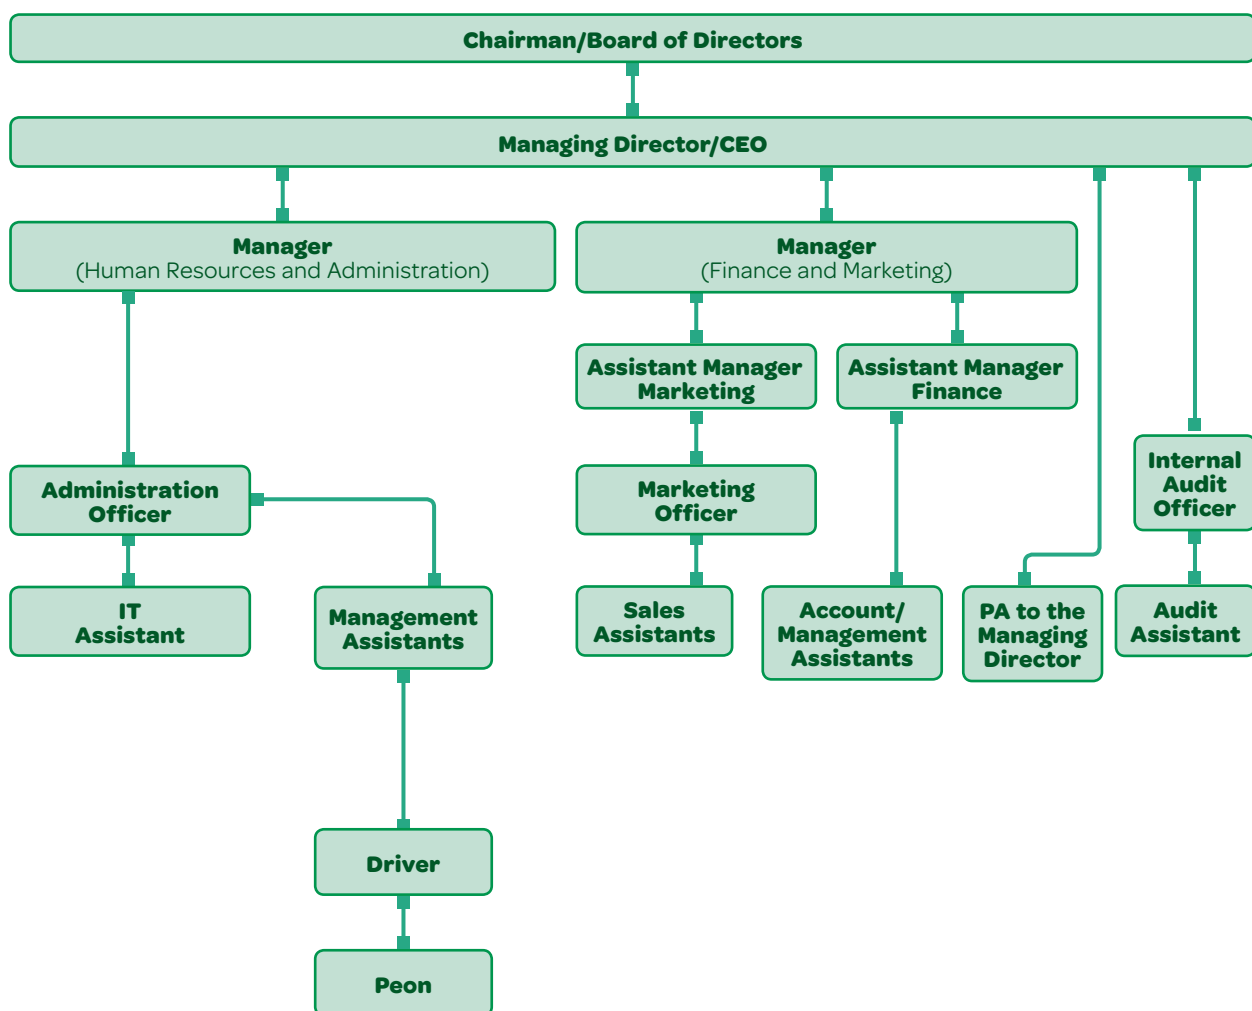 Chairman/Board of Directors
Managing Director/CEO
Manager
(Human Resources and Administration)
Manager
(Finance and Marketing)
Assistant Manager
Marketing
Assistant Manager
Finance
Administration
Officer
Marketing
Officer
Internal
Audit
Officer
IT
Assistant
Management
Assistants
Sales
Assistants
Account/
Management
Assistants
PA to the
Managing
Director
Audit
Assistant
Driver
Peon